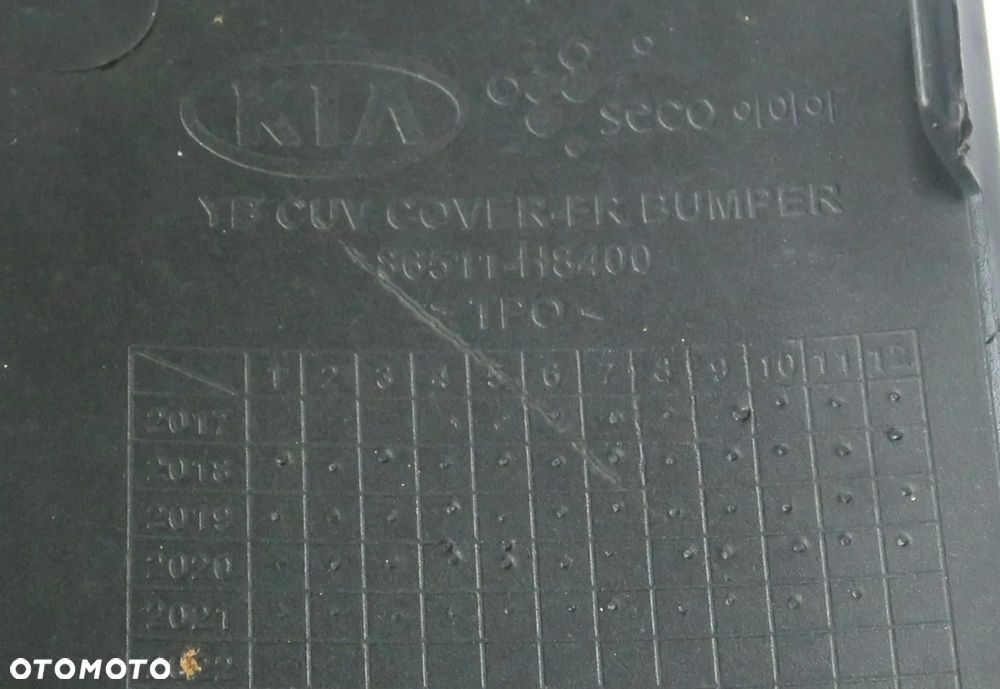 KIA seco
YB CUV COVER-FR BUMPER
86511-H8400
- TPO -
1 2 3 4 5 6 7 8 9 10 11 12
2017
2018
2019
2020
2021
OTOMOTO